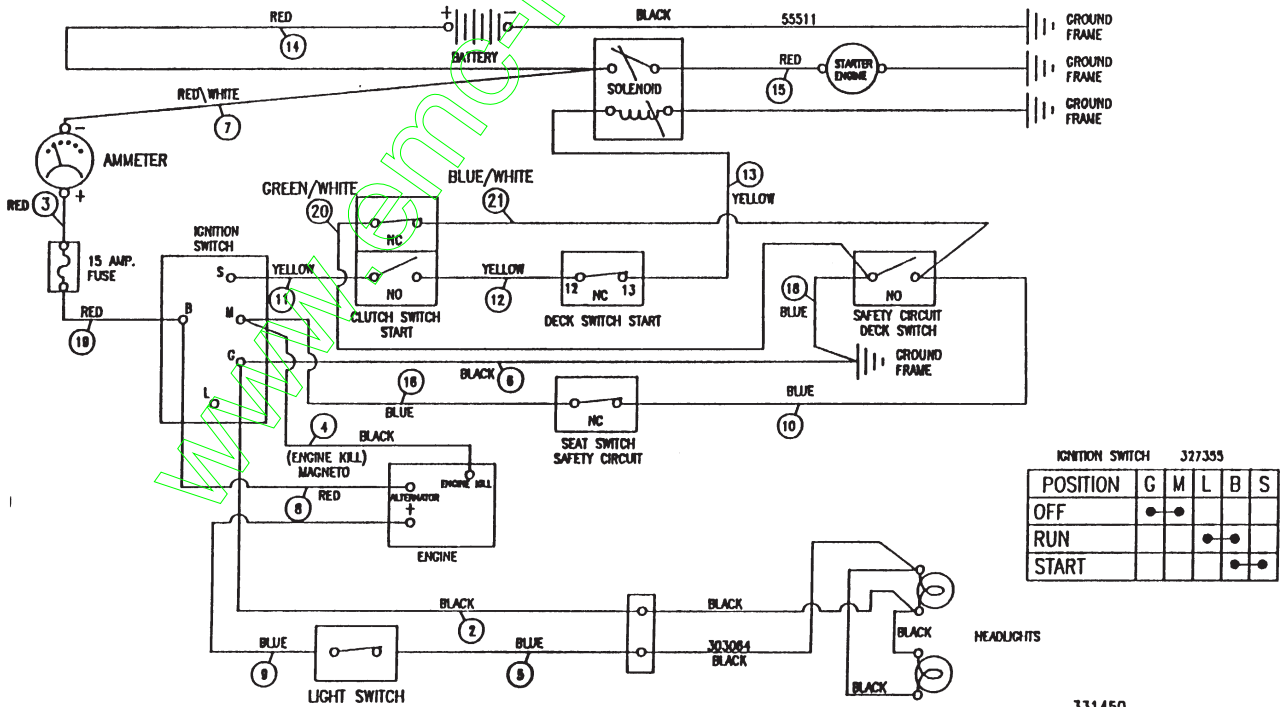 RED
14
+
−
BATTERY
BLACK
55511
GROUND
FRAME
RED\WHITE
7
SOLENOID
RED
15
STARTER
ENGINE
GROUND
FRAME
GROUND
FRAME
−
AMMETER
+
RED 3
15 AMP.
FUSE
RED
19
IGNITION
SWITCH
S
B
M
G
L
GREEN/WHITE
20
BLUE/WHITE
21
13
YELLOW
NC
YELLOW
11
NO
CLUTCH SWITCH
START
YELLOW
12
12
13
NC
DECK SWITCH START
18
BLUE
NO
SAFETY CIRCUIT
DECK SWITCH
GROUND
FRAME
BLACK 6
16
BLUE
NC
SEAT SWITCH
SAFETY CIRCUIT
BLUE
10
4
BLACK
(ENGINE KILL)
MAGNETO
RED
8
ENGINE KILL
ALTERNATOR
+
ENGINE
IGNITION SWITCH 327355
POSITION G M L B S
OFF
RUN
START
BLACK
2
BLACK
BLUE
9
LIGHT SWITCH
BLUE
5
303064
BLACK
BLACK
HEADLIGHTS
BLACK
331450